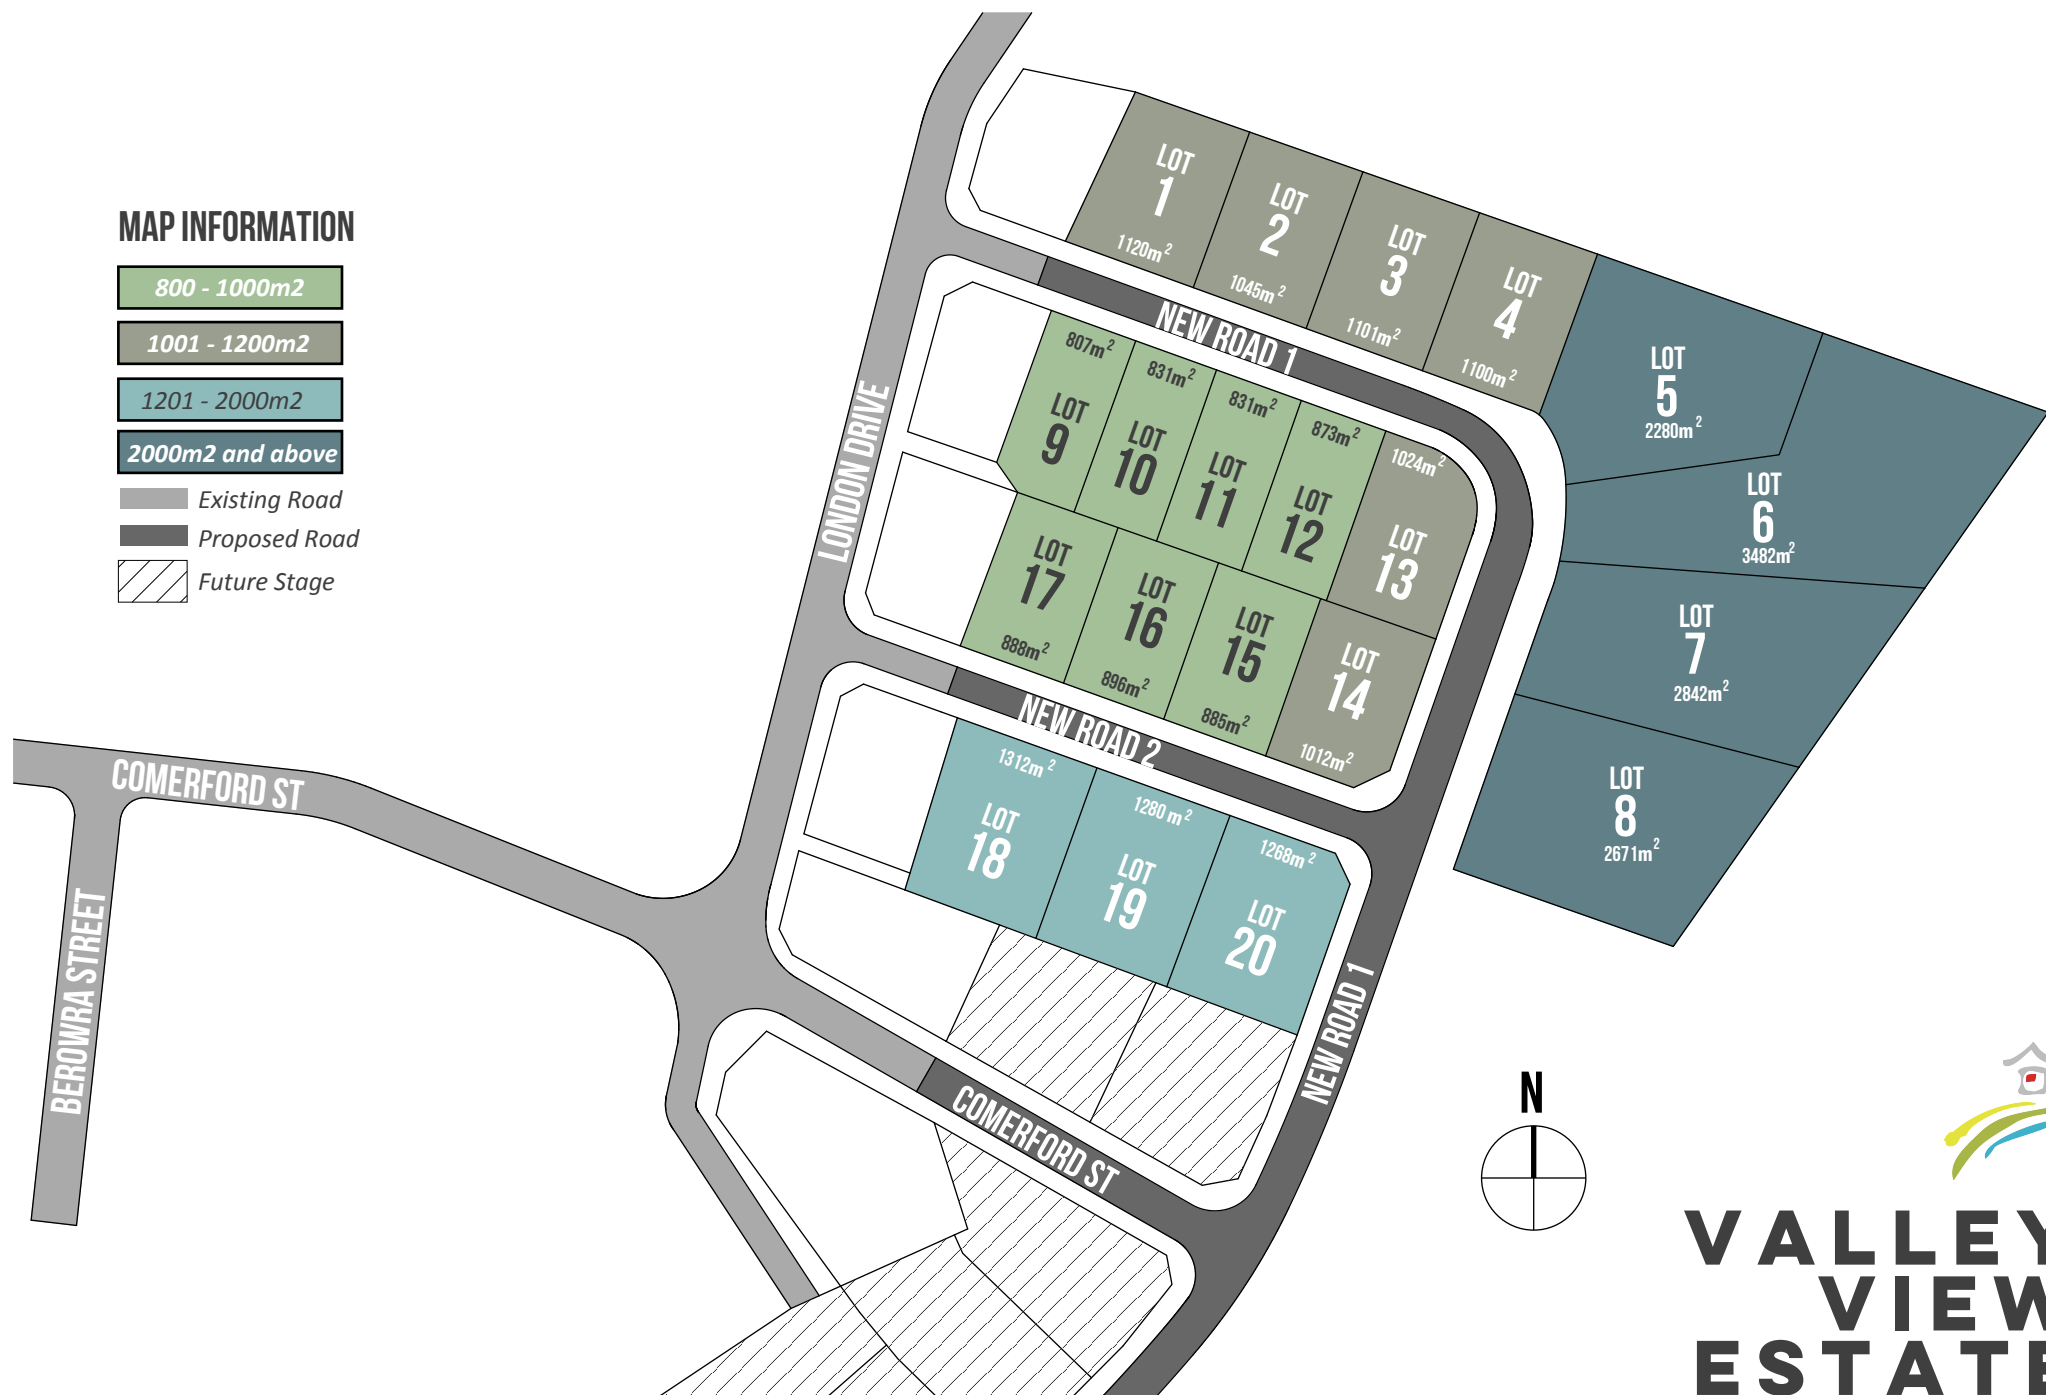 MAP INFORMATION
800 - 1000m2
1001 - 1200m2
1201 - 2000m2
2000m2 and above
Existing Road
Proposed Road
Future Stage
LOT
1
1120m²
LOT
2
1045m²
LOT
3
1101m²
LOT
4
1100m²
LOT
5
2280m²
LOT
6
3482m²
LOT
7
2842m²
LOT
8
2671m²
NEW ROAD 1
807m²
LOT
9
831m²
LOT
10
831m²
LOT
11
873m²
LOT
12
1024m²
LOT
13
LOT
14
1012m²
LOT
15
885m²
LOT
16
896m²
LOT
17
888m²
LONDON DRIVE
NEW ROAD 2
1312m²
LOT
18
1280 m²
LOT
19
1268m²
LOT
20
COMERFORD ST
BEROWRA STREET
NEW ROAD 1
COMERFORD ST
N
VALLEY
VIEW
ESTATE